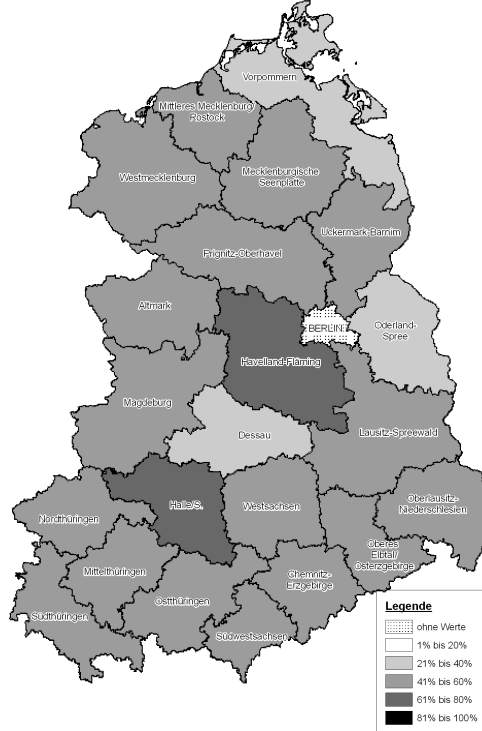 Vorpommern
Mittleres Mecklenburg/
Rostock
Mecklenburgische
Seenplatte
Westmecklenburg
Uckermark-Barnim
Prignitz-Oberhavel
Altmark
BERLIN
Oderland-
Spree
Havelland-Fläming
Magdeburg
Dessau
Lausitz-Spreewald
Oberlausitz-
Niederschlesien
Halle/S.
Westsachsen
Nordthüringen
Oberes
Elbtal/
Osterzgebirge
Mittelthüringen
Chemnitz-
Erzgebirge
Ostthüringen
Südthüringen
Südwestsachsen
Legende
ohne Werte
1% bis 20%
21% bis 40%
41% bis 60%
61% bis 80%
81% bis 100%